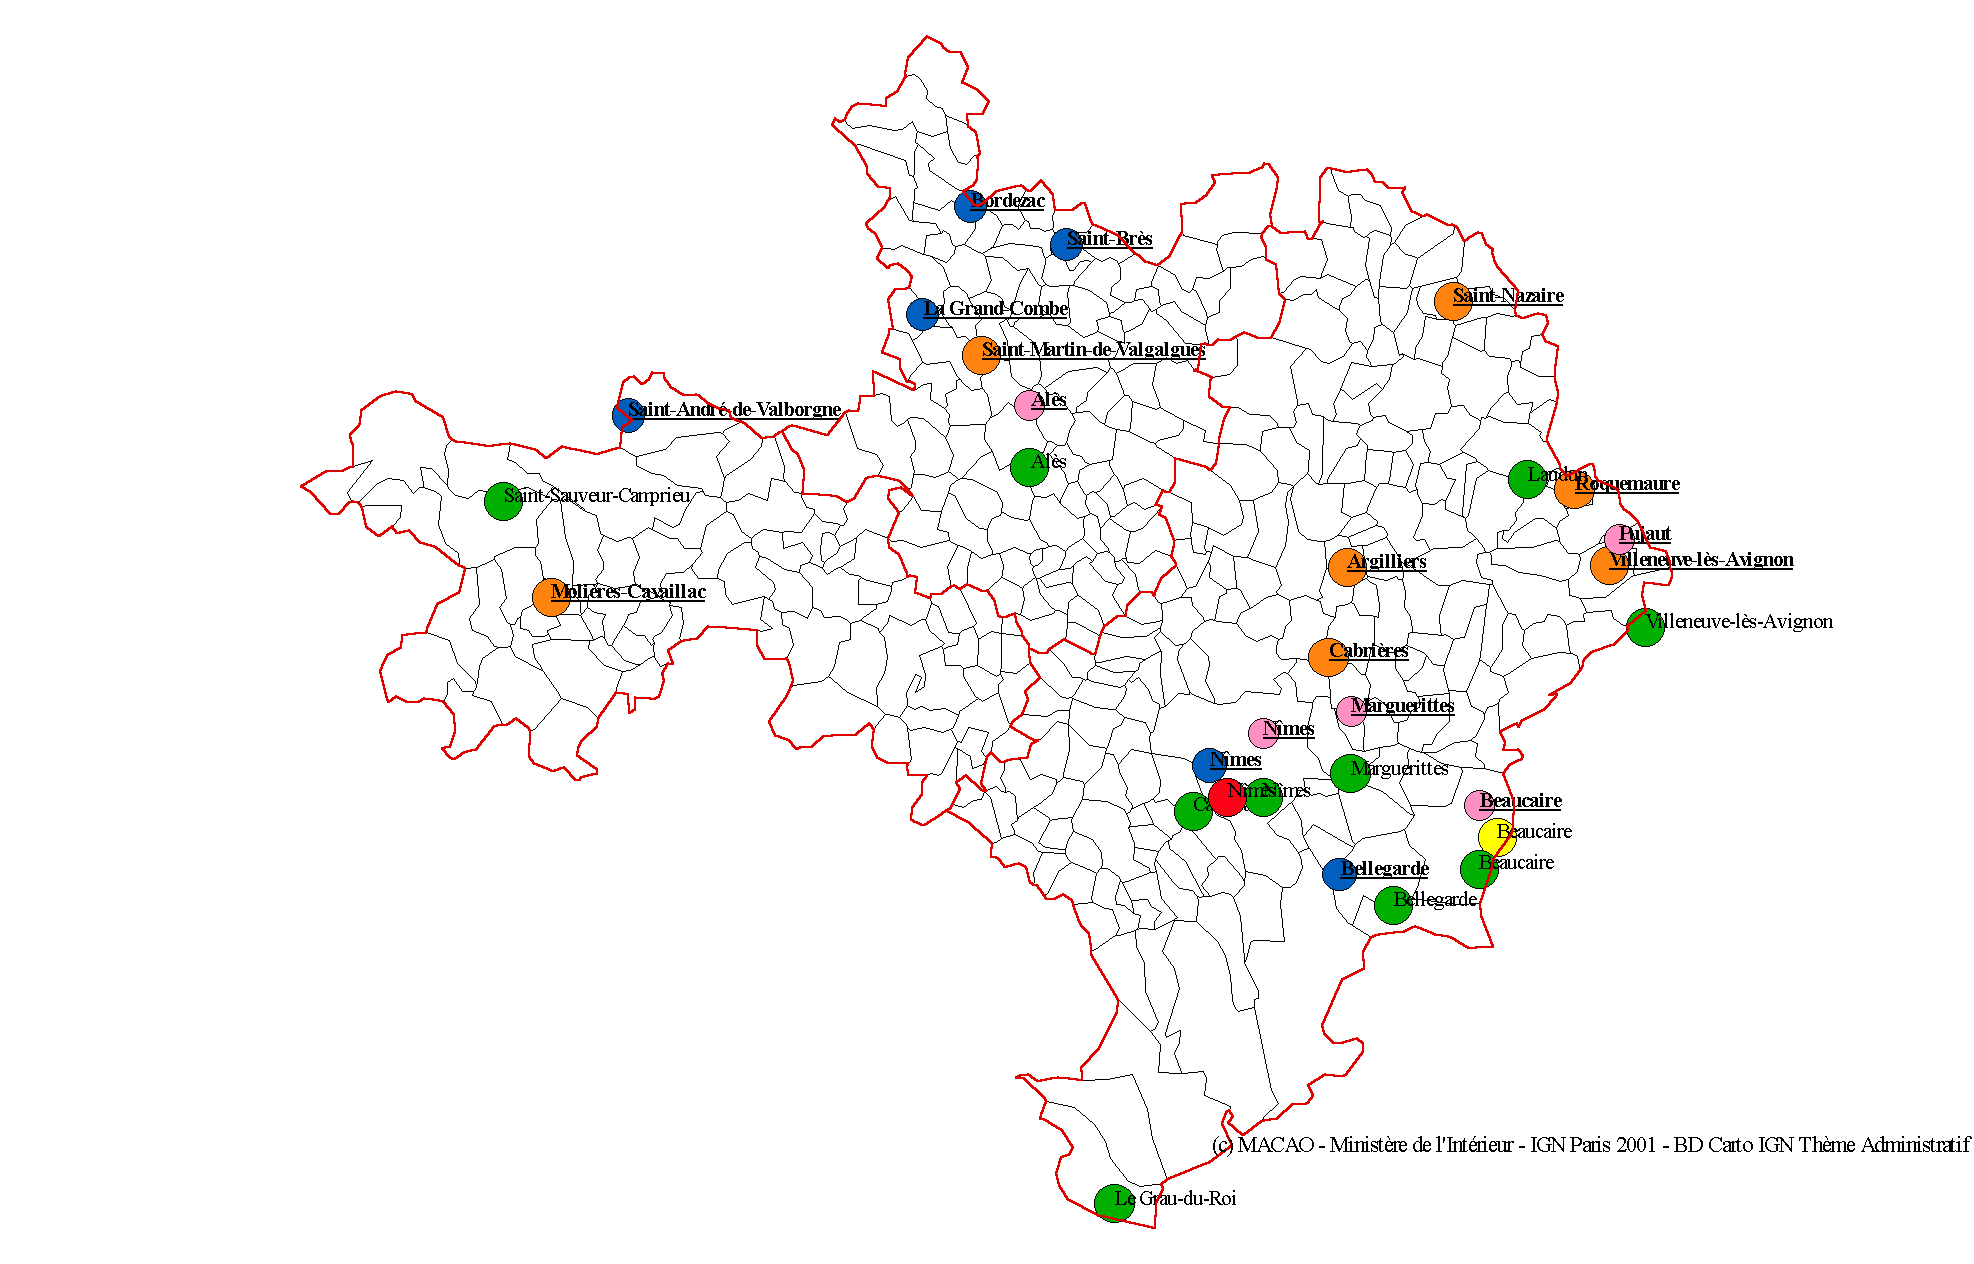 Bordezac
Saint-Brès
Saint-Nazaire
La Grand-Combe
Saint-Martin-de-Valgalgues
Alès
Saint-André-de-Valborgne
Alès
Laudun
Roquemaure
Saint-Sauveur-Camprieu
Pujaut
Argilliers
Villeneuve-lès-Avignon
Molières-Cavaillac
Villeneuve-lès-Avignon
Cabrières
Marguerittes
Nîmes
Nîmes
Marguerittes
Nîmes
Nîmes
Beaucaire
Beaucaire
Beaucaire
Bellegarde
Bellegarde
(c) MACAO - Ministère de l'Intérieur - IGN Paris 2001 - BD Carto IGN Thème Administratif
Le Grau-du-Roi